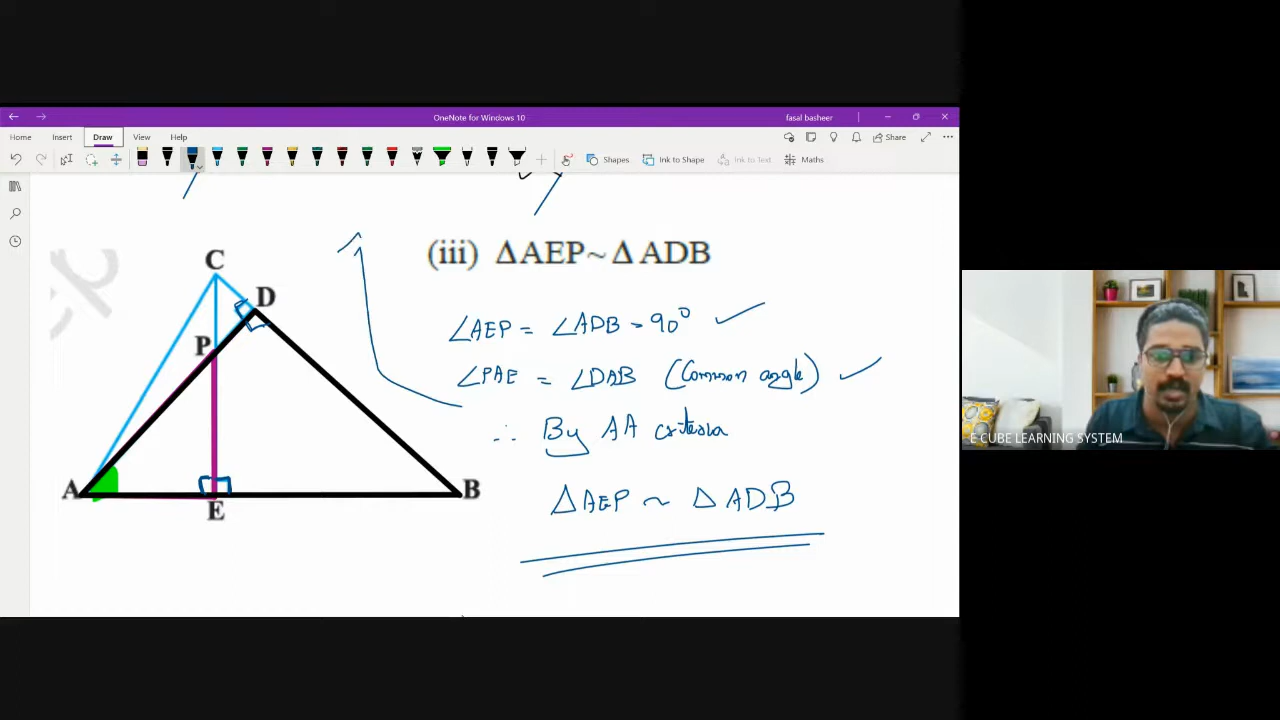 OneNote for Windows 10
fasal basheer
Home Insert Draw View Help
Share
Shapes Ink to Shape Ink to Text Maths
(iii) ΔAEP~ΔADB
C
D
P
A
E
B
∠AEP = ∠ADB = 90°
∠PAE = ∠DAB (Common angle)
∴ By AA criteria
ΔAEP ~ ΔADB
E CUBE LEARNING SYSTEM